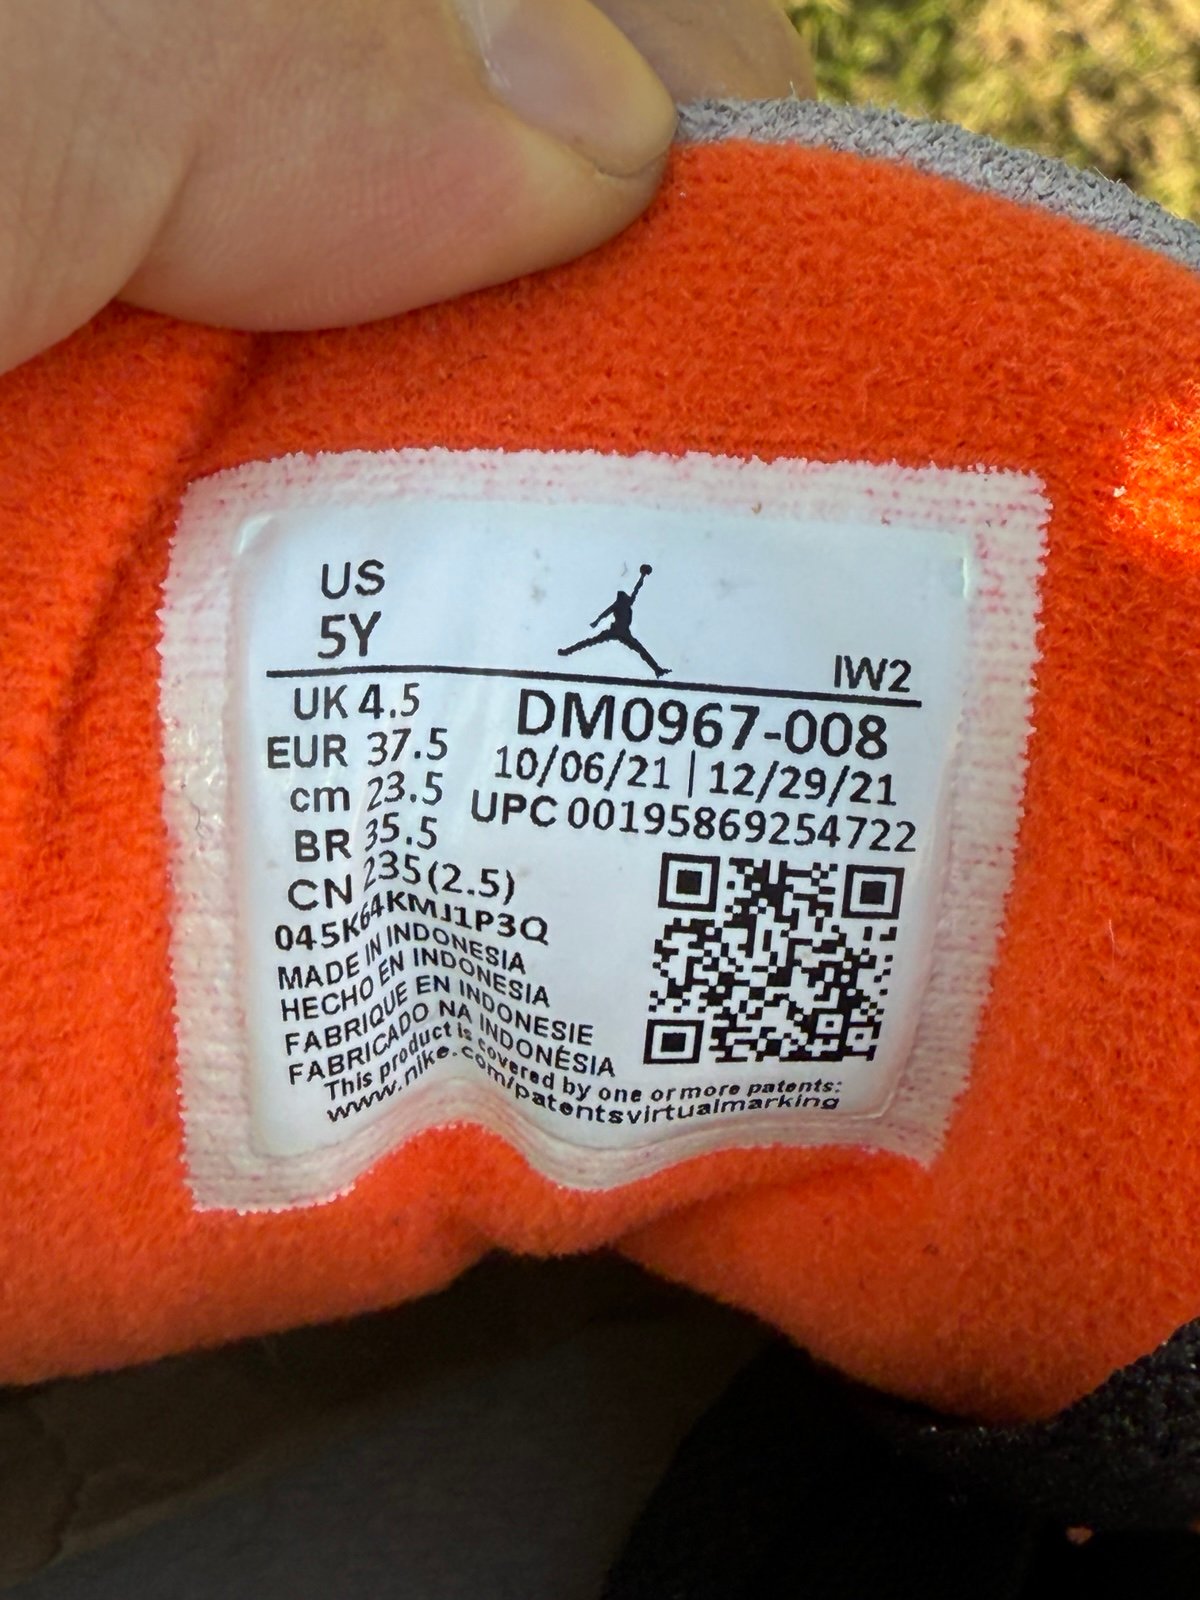 US
5Y
IW2
UK 4.5
EUR 37.5
cm 23.5
BR 35.5
CN 235(2.5)
DM0967-008
10/06/21 | 12/29/21
UPC 00195869254722
045K64KMJ1P3Q
MADE IN INDONESIA
HECHO EN INDONESIA
FABRIQUE EN INDONESIE
FABRICADO NA INDONÉSIA
This product is covered by one or more patents:
www.nike.com/patentsvirtualmarking